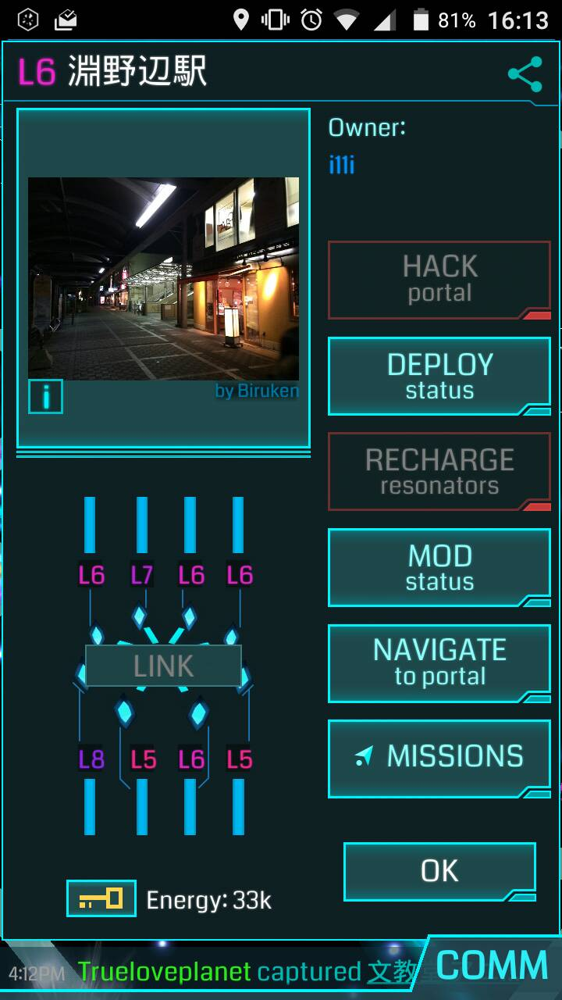 81% 16:13
L6 淵野辺駅
Owner:
i11i
HACK
portal
DEPLOY
status
by Biruken
i
RECHARGE
resonators
L6 L7 L6 L6
MOD
status
LINK
NAVIGATE
to portal
L8 L5 L6 L5
MISSIONS
OK
Energy: 33k
4:12PM Trueloveplanet captured 文教
COMM